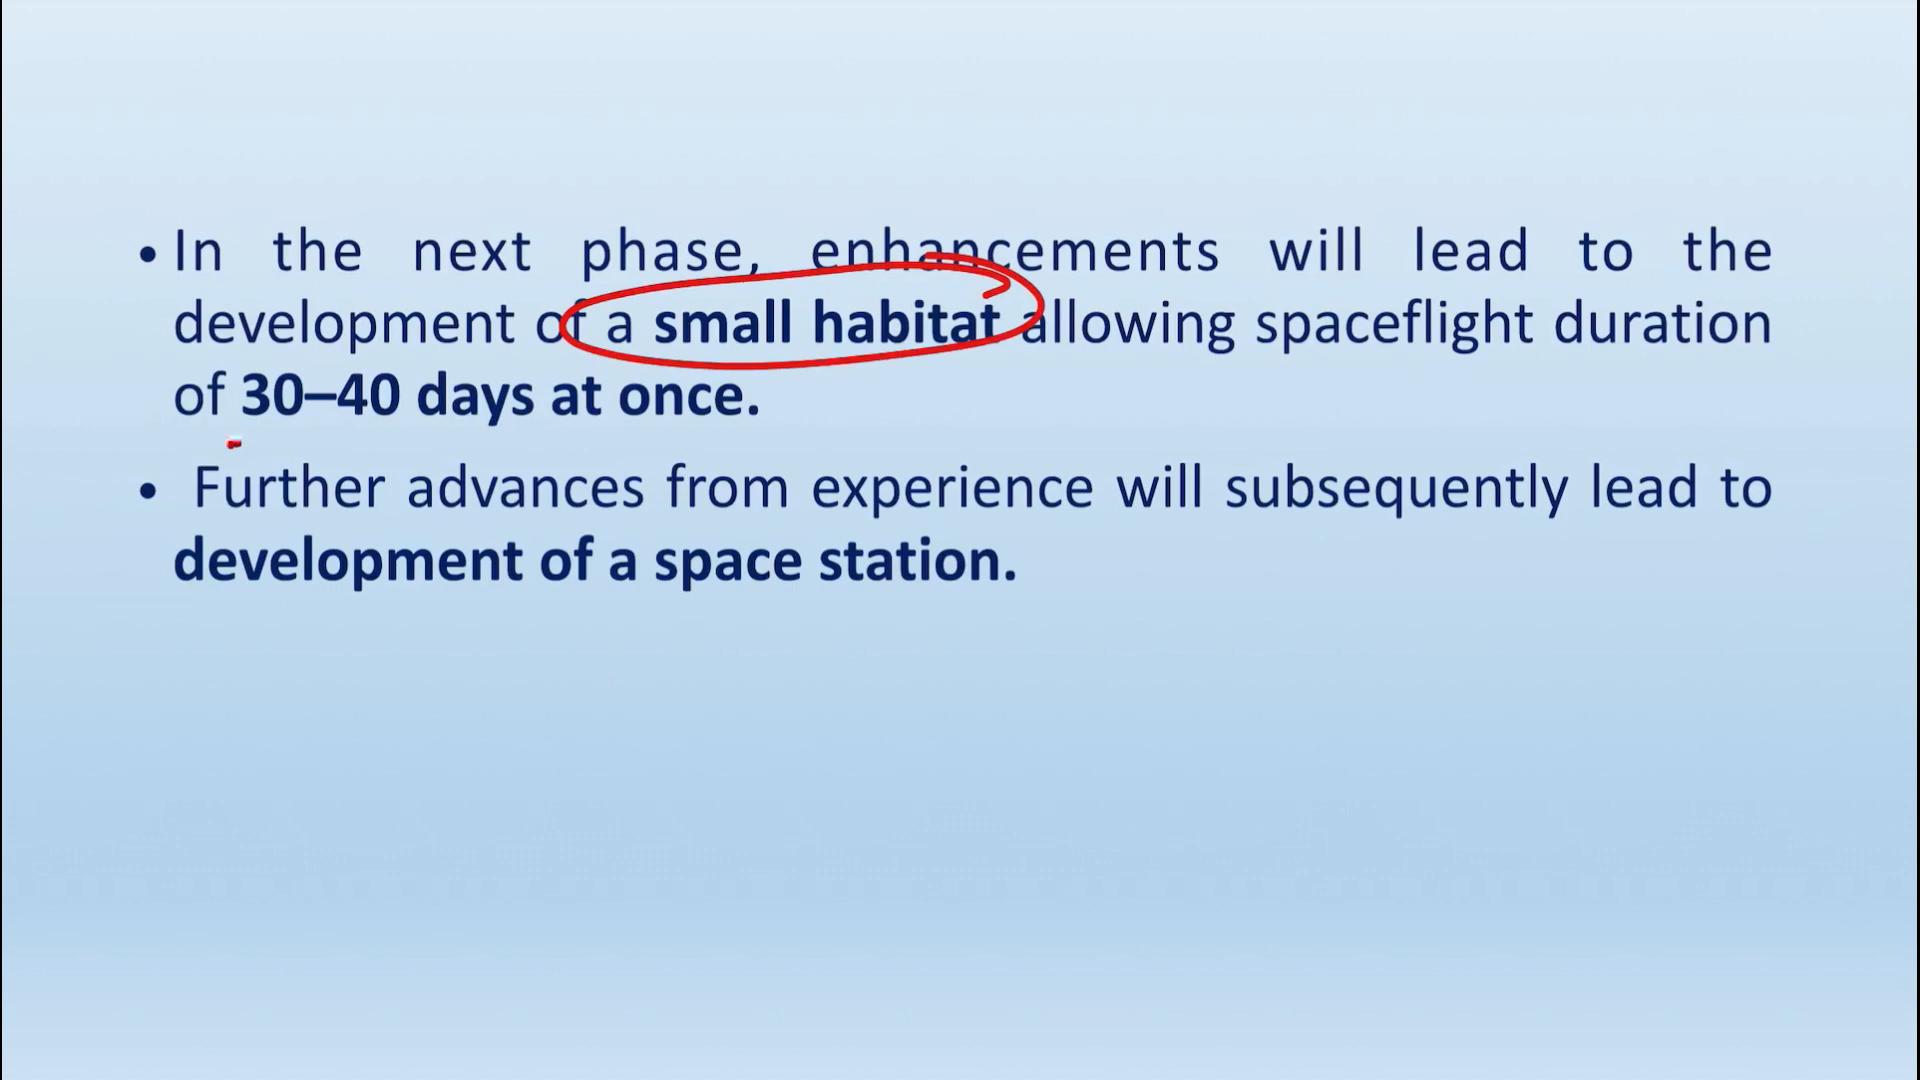 • In the next phase, enhancements will lead to the
development of a small habitat allowing spaceflight duration
of 30–40 days at once.
• Further advances from experience will subsequently lead to
development of a space station.